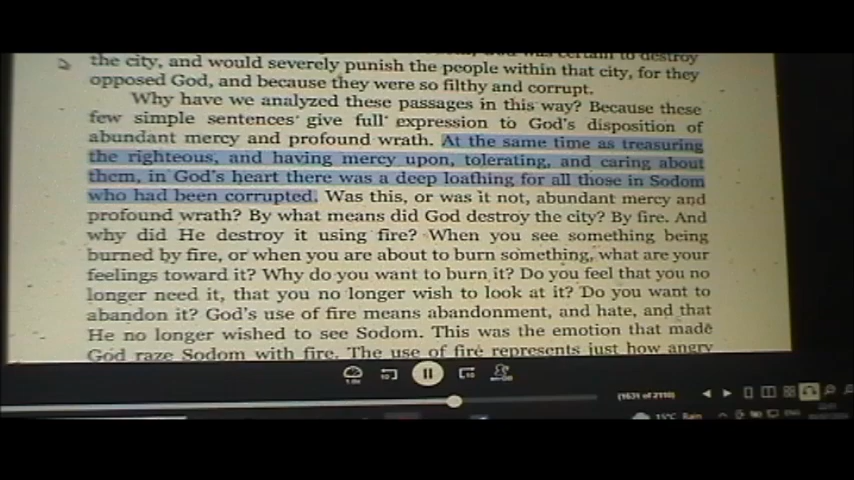 certain to destroy
the city, and would severely punish the people within that city, for they
opposed God, and because they were so filthy and corrupt.
Why have we analyzed these passages in this way? Because these
few simple sentences give full expression to God's disposition of
abundant mercy and profound wrath. At the same time as treasuring
the righteous, and having mercy upon, tolerating, and caring about
them, in God's heart there was a deep loathing for all those in Sodom
who had been corrupted. Was this, or was it not, abundant mercy and
profound wrath? By what means did God destroy the city? By fire. And
why did He destroy it using fire? When you see something being
burned by fire, or when you are about to burn something, what are your
feelings toward it? Why do you want to burn it? Do you feel that you no
longer need it, that you no longer wish to look at it? Do you want to
abandon it? God's use of fire means abandonment, and hate, and that
He no longer wished to see Sodom. This was the emotion that made
God raze Sodom with fire. The use of fire represents just how angry
10
10
(1631 of 2110)
15°C Rain